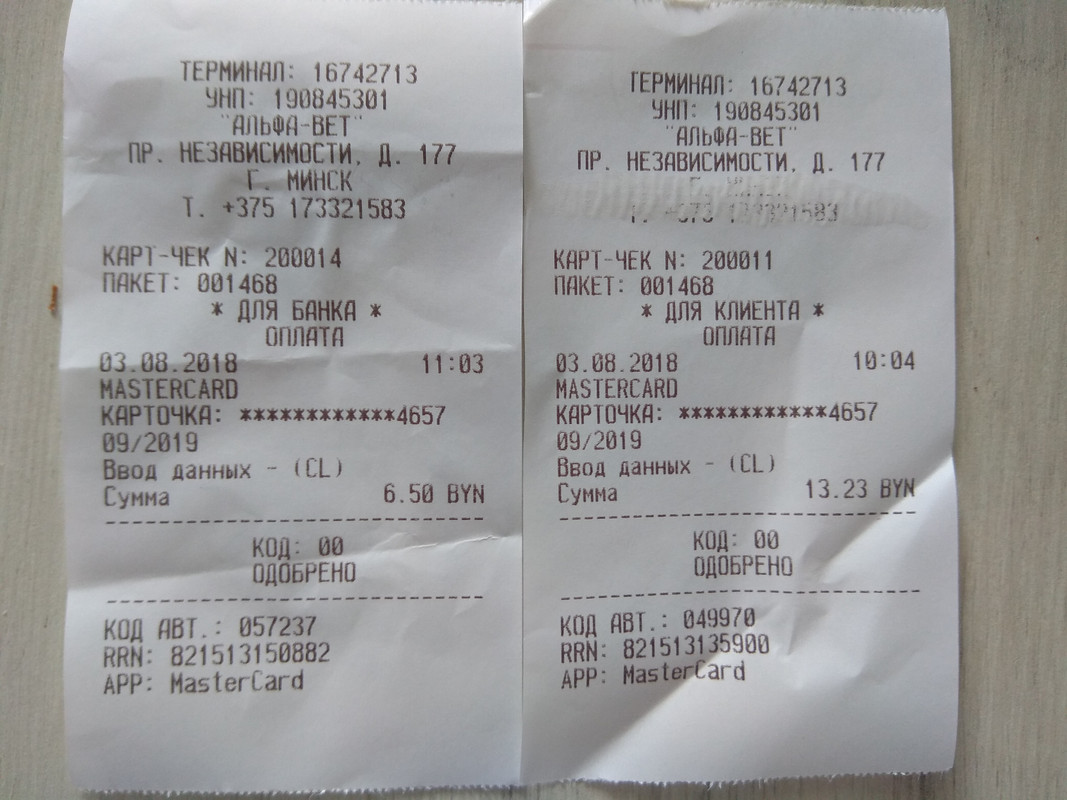 ТЕРМИНАЛ: 16742713
УНП: 190845301
"АЛЬФА-ВЕТ"
ПР. НЕЗАВИСИМОСТИ, Д. 177
Г. МИНСК
Т. +375 173321583
КАРТ-ЧЕК N: 200014
ПАКЕТ: 001468
* ДЛЯ БАНКА *
ОПЛАТА
03.08.2018 11:03
MASTERCARD
КАРТОЧКА: ************4657
09/2019
Ввод данных - (CL)
Сумма 6.50 BYN
КОД: 00
ОДОБРЕНО
КОД АВТ.: 057237
RRN: 821513150882
APP: MasterCard
ТЕРМИНАЛ: 16742713
УНП: 190845301
"АЛЬФА-ВЕТ"
ПР. НЕЗАВИСИМОСТИ, Д. 177
Т. +375 173321583
КАРТ-ЧЕК N: 200011
ПАКЕТ: 001468
* ДЛЯ КЛИЕНТА *
ОПЛАТА
03.08.2018 10:04
MASTERCARD
КАРТОЧКА: ************4657
09/2019
Ввод данных - (CL)
Сумма 13.23 BYN
КОД: 00
ОДОБРЕНО
КОД АВТ.: 049970
RRN: 821513135900
APP: MasterCard